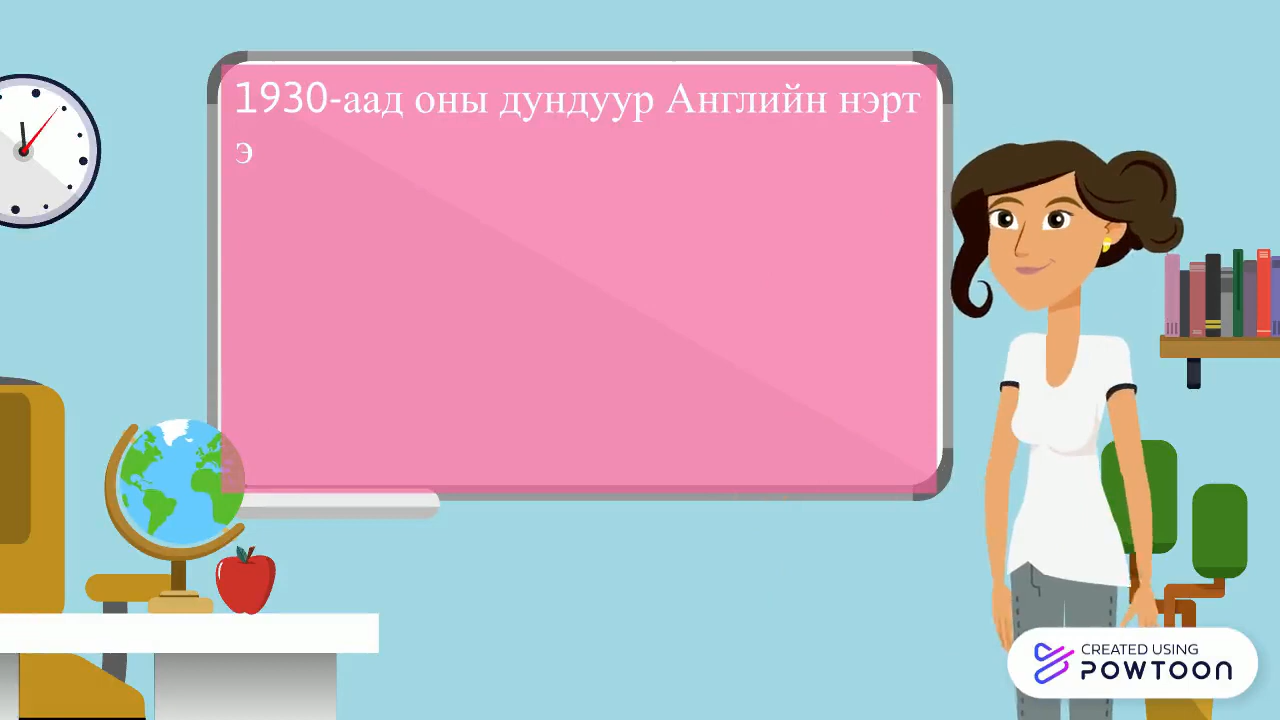 1930-аад оны дундуур Английн нэрт
э
CREATED USING
POWTOON